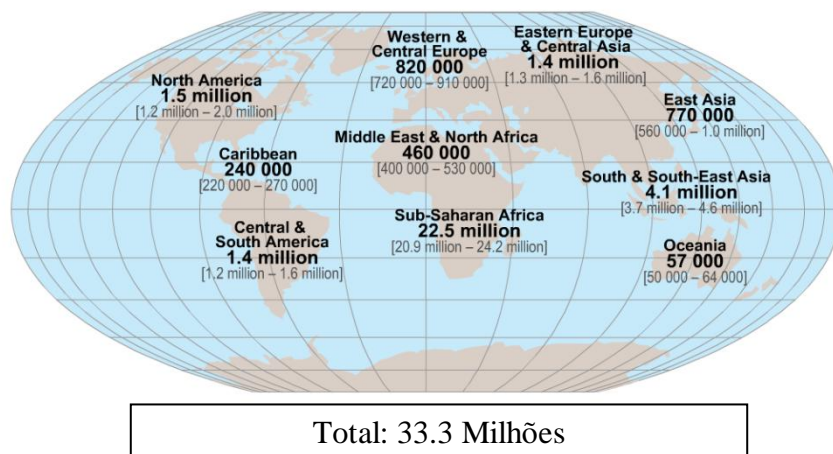 North America
1.5 million
[1.2 million – 2.0 million]
Western &
Central Europe
820 000
[720 000 – 910 000]
Eastern Europe
& Central Asia
1.4 million
[1.3 million – 1.6 million]
East Asia
770 000
[560 000 – 1.0 million]
Caribbean
240 000
[220 000 – 270 000]
Middle East & North Africa
460 000
[400 000 – 530 000]
South & South-East Asia
4.1 million
[3.7 million – 4.6 million]
Central &
South America
1.4 million
[1.2 million – 1.6 million]
Sub-Saharan Africa
22.5 million
[20.9 million – 24.2 million]
Oceania
57 000
[50 000 – 64 000]
Total: 33.3 Milhões